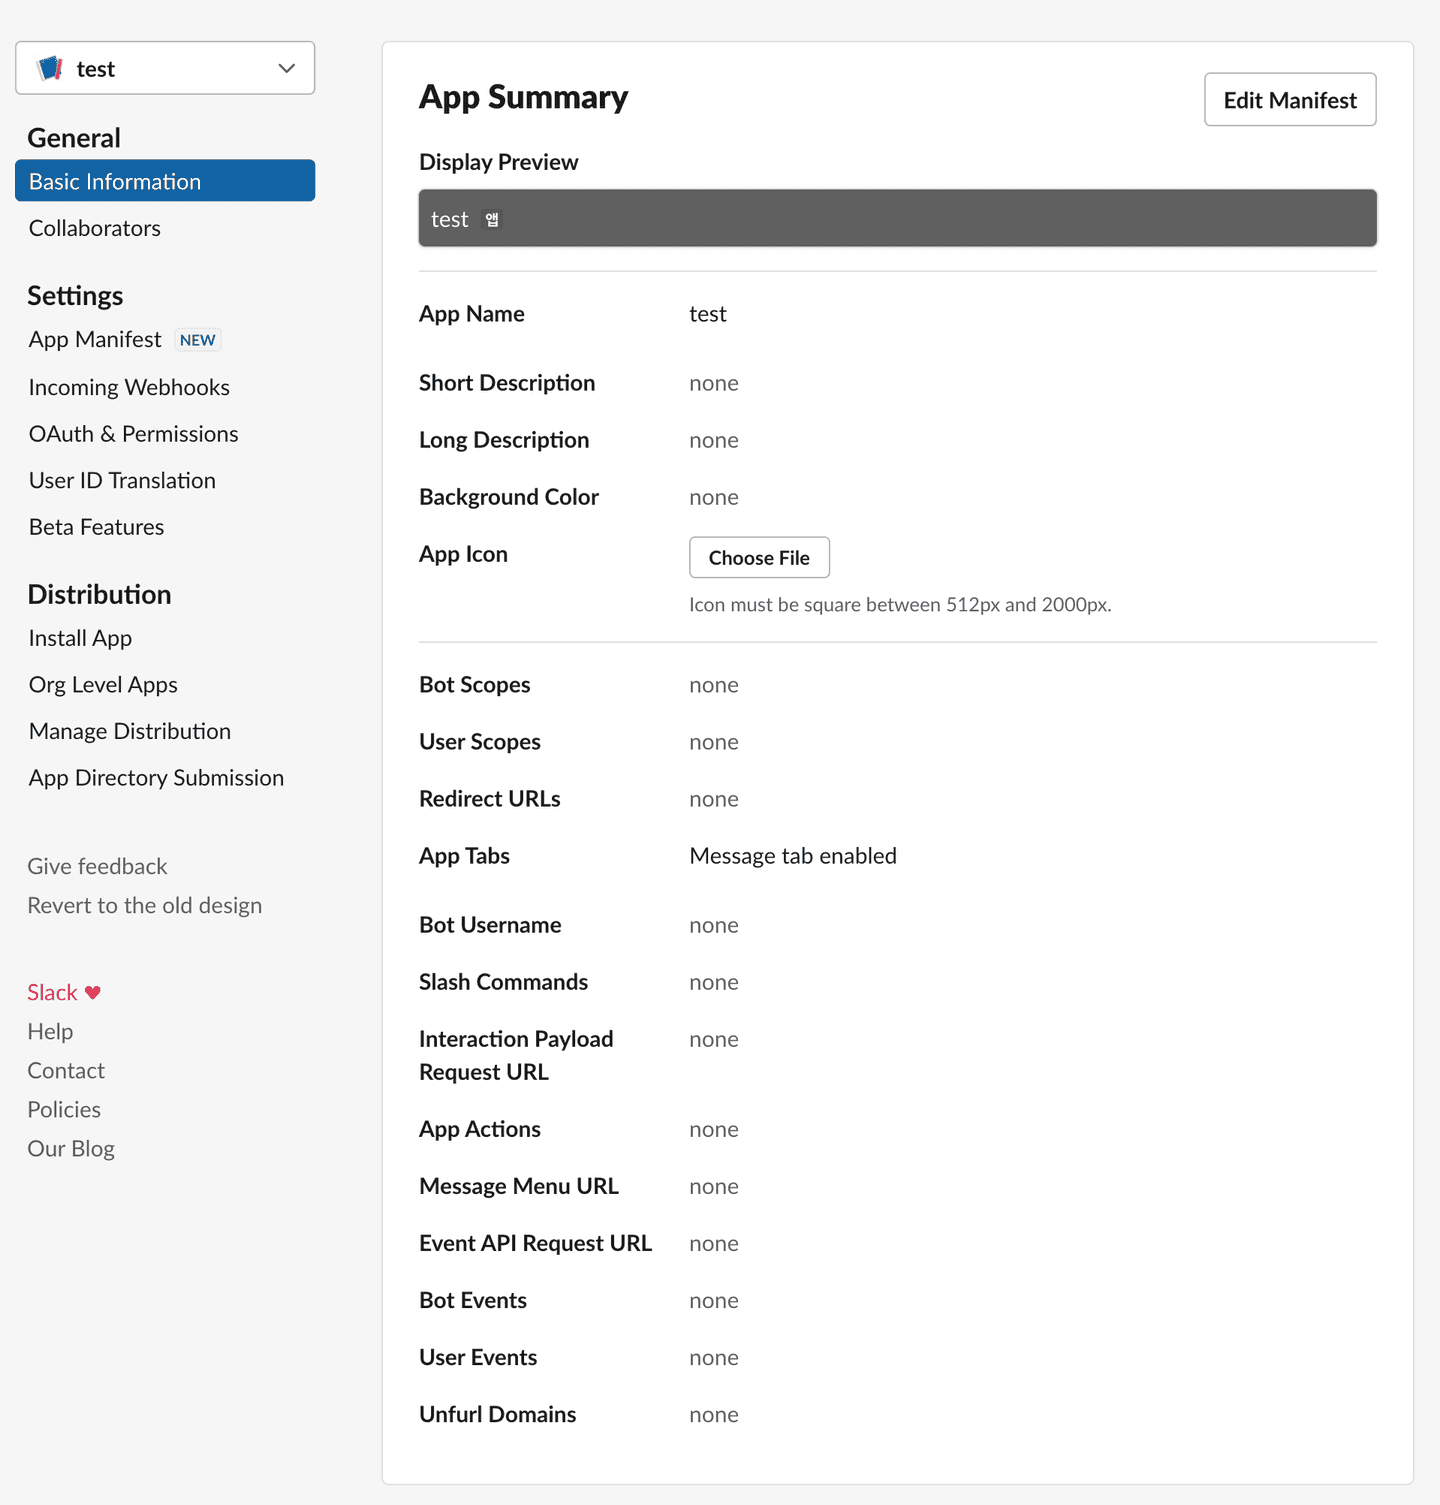 test
General
Basic Information
Collaborators
Settings
App Manifest NEW
Incoming Webhooks
OAuth & Permissions
User ID Translation
Beta Features
Distribution
Install App
Org Level Apps
Manage Distribution
App Directory Submission
Give feedback
Revert to the old design
Slack ♥
Help
Contact
Policies
Our Blog
App Summary
Edit Manifest
Display Preview
test 앱
App Name test
Short Description none
Long Description none
Background Color none
App Icon Choose File
Icon must be square between 512px and 2000px.
Bot Scopes none
User Scopes none
Redirect URLs none
App Tabs Message tab enabled
Bot Username none
Slash Commands none
Interaction Payload none
Request URL
App Actions none
Message Menu URL none
Event API Request URL none
Bot Events none
User Events none
Unfurl Domains none